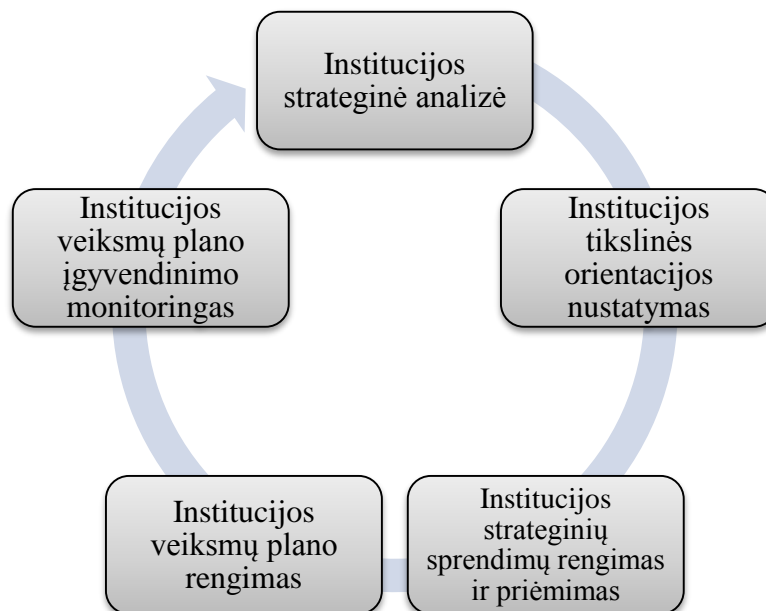 Institucijos
strateginė analizė
Institucijos
tikslinės
orientacijos
nustatymas
Institucijos
strateginių
sprendimų rengimas
ir priėmimas
Institucijos
veiksmų plano
rengimas
Institucijos
veiksmų plano
įgyvendinimo
monitoringas